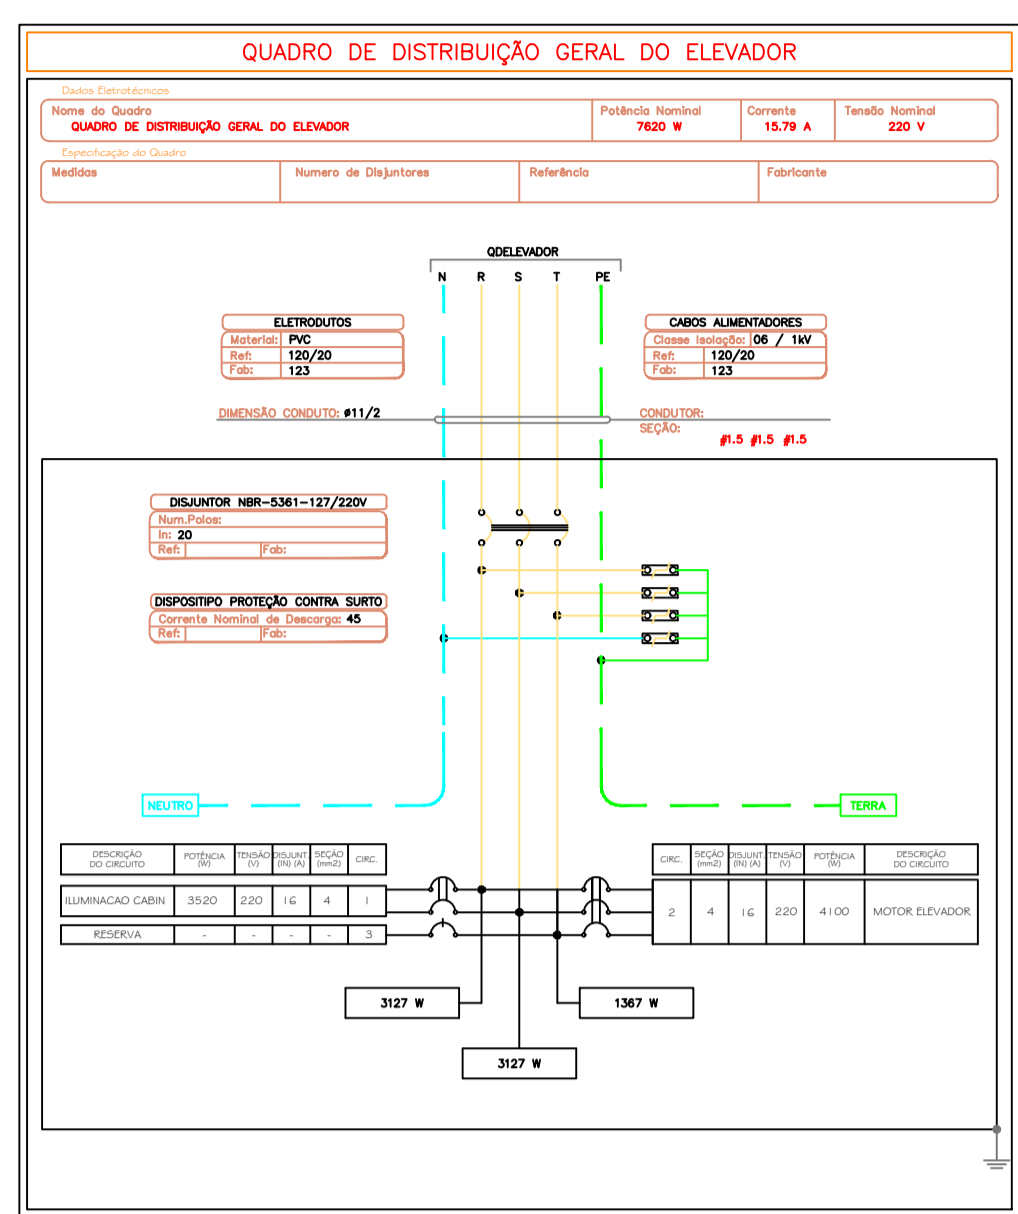 QUADRO DE DISTRIBUIÇÃO GERAL DO ELEVADOR
Dados Eletrotécnicos
Nome do Quadro Potência Nominal Corrente Tensão Nominal
QUADRO DE DISTRIBUIÇÃO GERAL DO ELEVADOR 7620 W 15.79 A 220 V
Especificação do Quadro
Medidas Numero de Disjuntores Referência Fabricante
QDELEVADOR
N R S T PE
ELETRODUTOS
Material: PVC
Ref: 120/20
Fab: 123
CABOS ALIMENTADORES
Classe Isolação: 06 / 1kV
Ref: 120/20
Fab: 123
DIMENSÃO CONDUTO: ø11/2
CONDUTOR:
SEÇÃO:
#1.5 #1.5 #1.5
DISJUNTOR NBR-5361-127/220V
Num.Polos:
In: 20
Ref: Fab:
DISPOSITIPO PROTEÇÃO CONTRA SURTO
Corrente Nominal de Descarga: 45
Ref: Fab:
NEUTRO
TERRA
DESCRIÇÃO DO CIRCUITO POTÊNCIA (W) TENSÃO (V) DISJUNT. (IN) (A) SEÇÃO (mm2) CIRC.
ILUMINACAO CABIN 3520 220 16 4 1
RESERVA - - - - 3
CIRC. SEÇÃO (mm2) DISJUNT. (IN) (A) TENSÃO (V) POTÊNCIA (W) DESCRIÇÃO DO CIRCUITO
2 4 16 220 4100 MOTOR ELEVADOR
3127 W
1367 W
3127 W